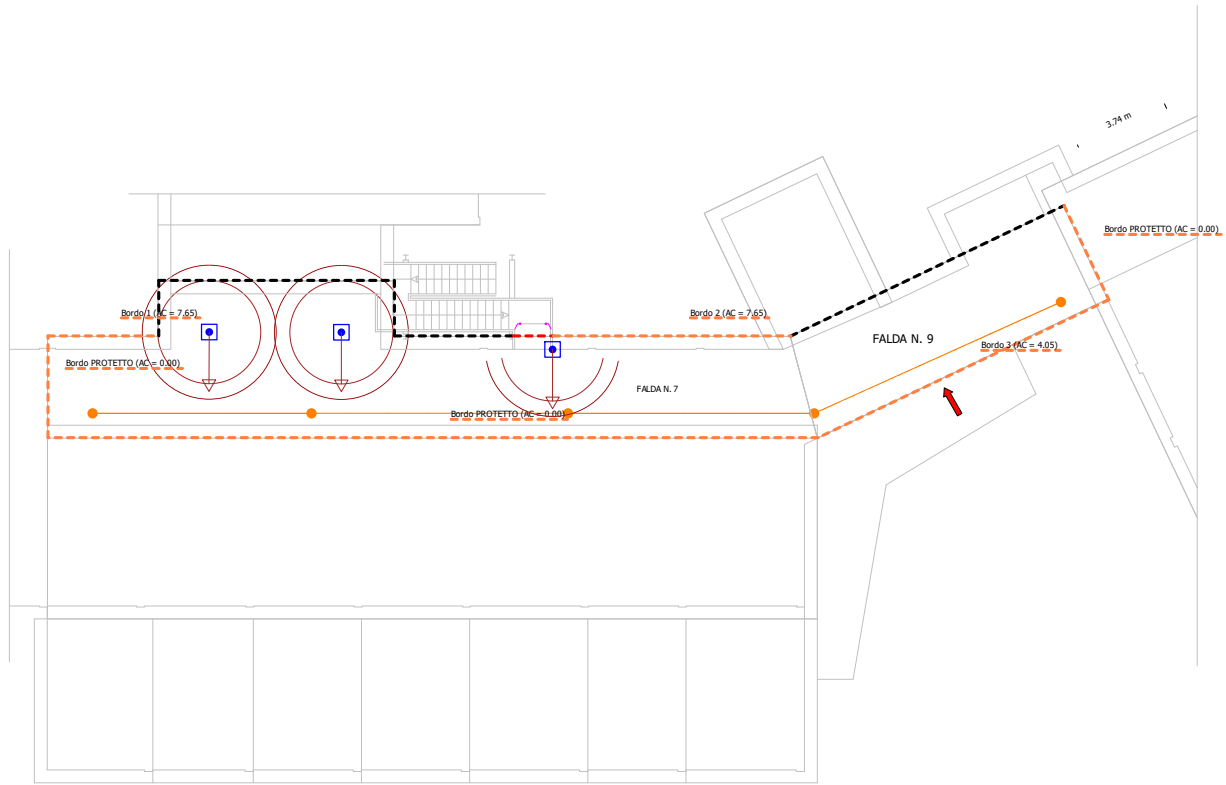 3.74 m
Bordo PROTETTO (AC = 0.00)
Bordo 1 (AC = 7.65)
Bordo 2 (AC = 7.65)
FALDA N. 9
Bordo 3 (AC = 4.05)
Bordo PROTETTO (AC = 0.00)
FALDA N. 7
Bordo PROTETTO (AC = 0.00)